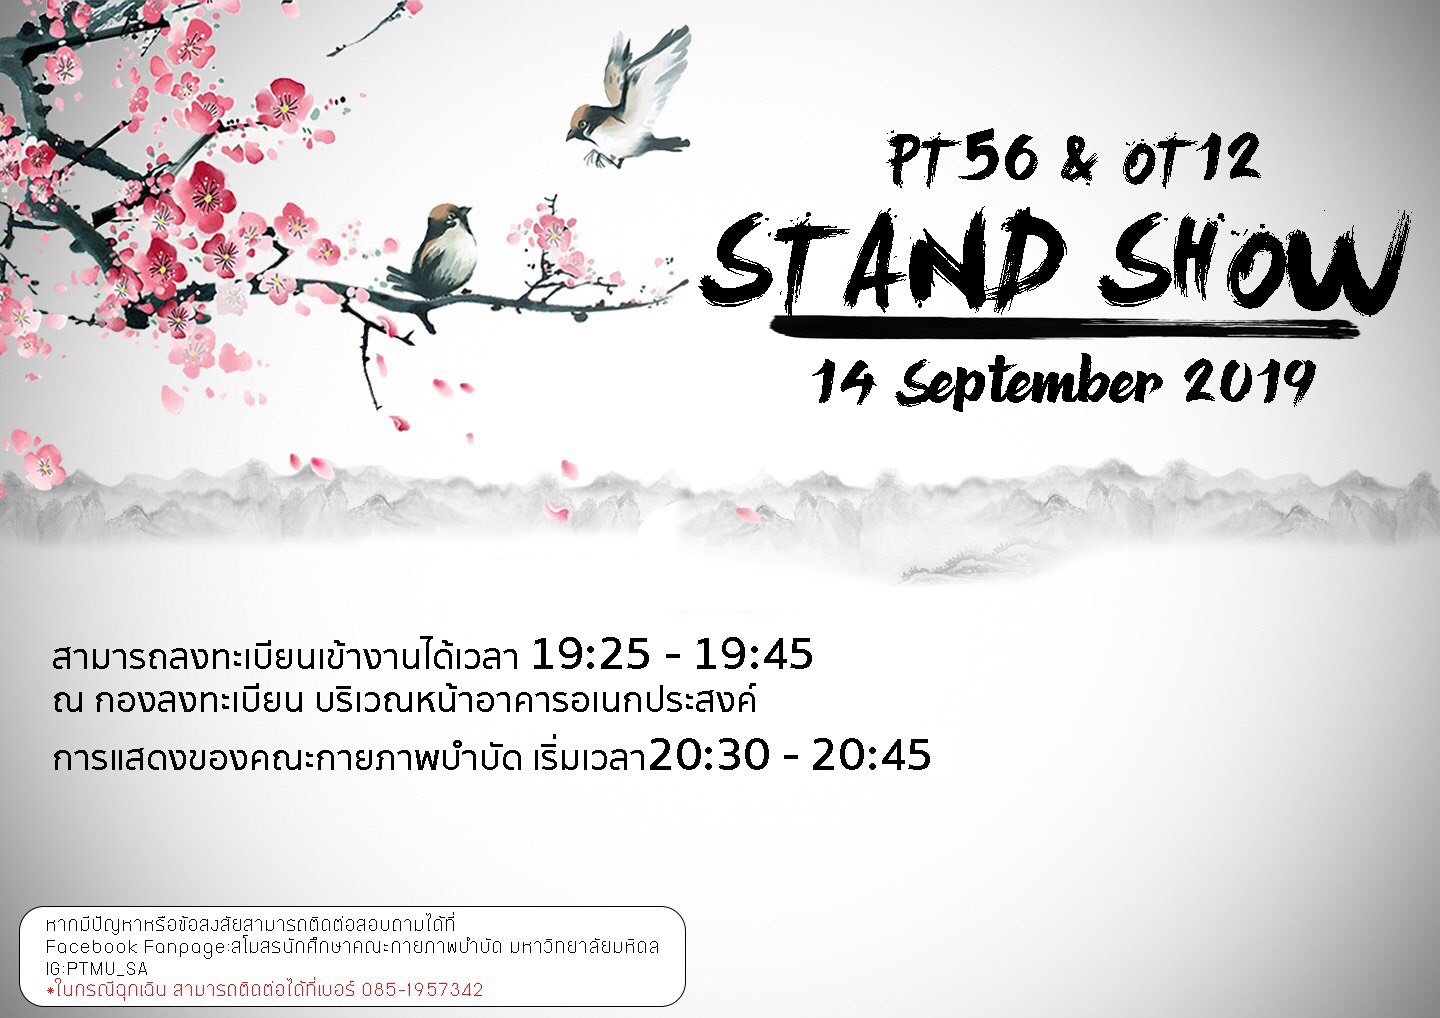 PT56 & OT12
STAND SHOW
14 September 2019
สามารถลงทะเบียนเข้างานได้เวลา 19:25 - 19:45
ณ กองลงทะเบียน บริเวณหน้าอาคารอเนกประสงค์
การแสดงของคณะกายภาพบำบัด เริ่มเวลา20:30 - 20:45
หากมีปัญหาหรือข้อสงสัยสามารถติดต่อสอบถามได้ที่
Facebook Fanpage:สโมสรนักศึกษาคณะกายภาพบำบัด มหาวิทยาลัยมหิดล
IG:PTMU_SA
*ในกรณีฉุกเฉิน สามารถติดต่อได้ที่เบอร์ 085-1957342